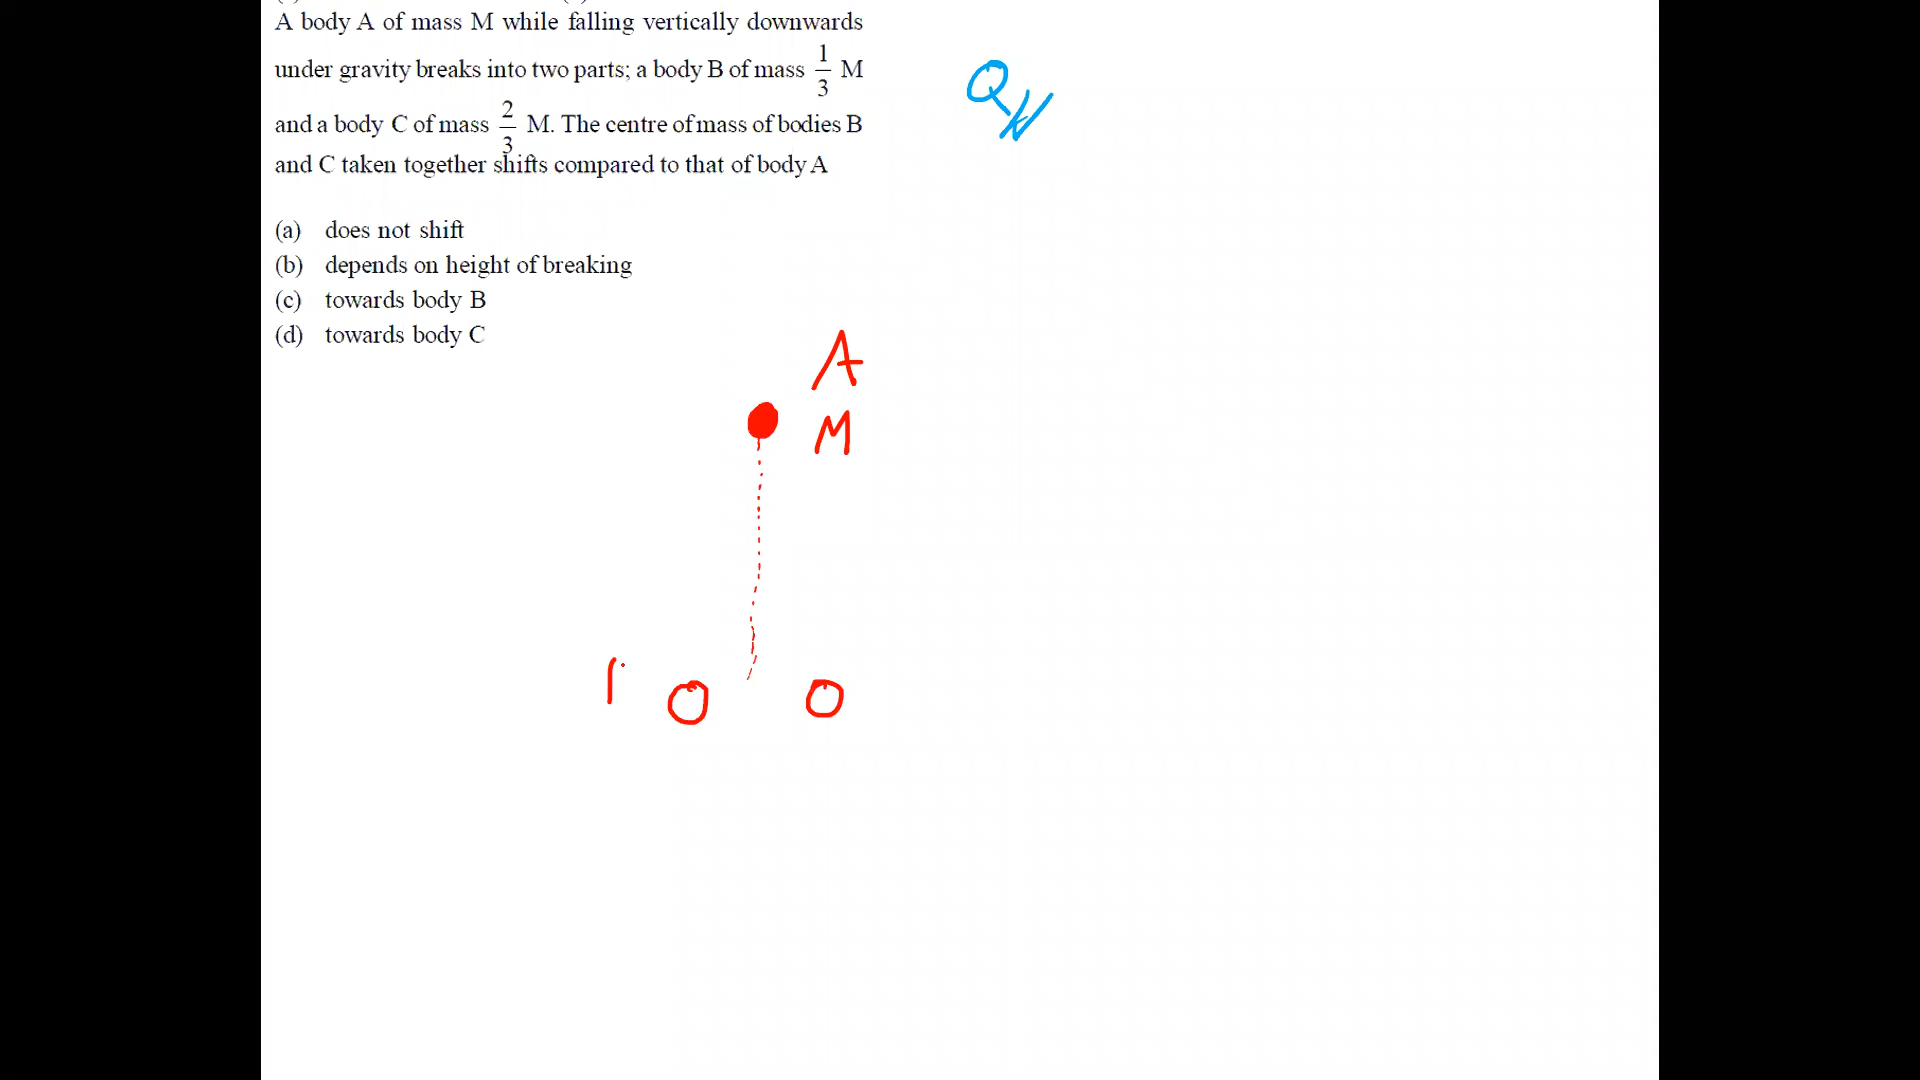 A body A of mass M while falling vertically downwards
under gravity breaks into two parts; a body B of mass 1/3 M
and a body C of mass 2/3 M. The centre of mass of bodies B
and C taken together shifts compared to that of body A
(a) does not shift
(b) depends on height of breaking
(c) towards body B
(d) towards body C
A
M